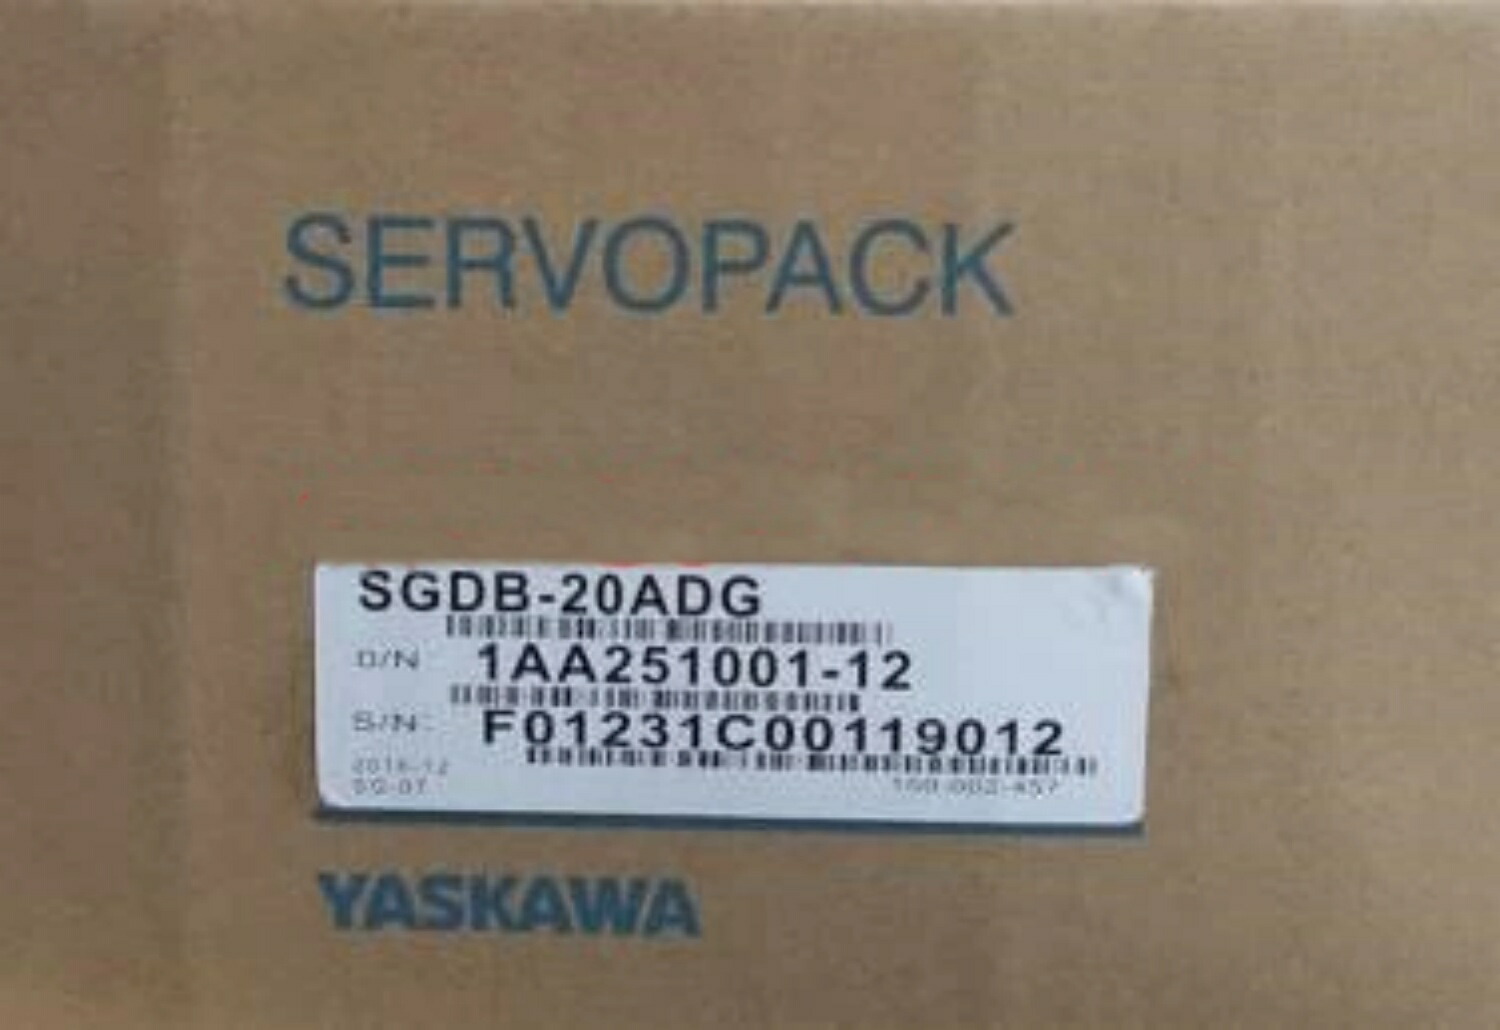 SERVOPACK
SGDB-20ADG
O/N 1AA251001-12
S/N: F01231C00119012
YASKAWA